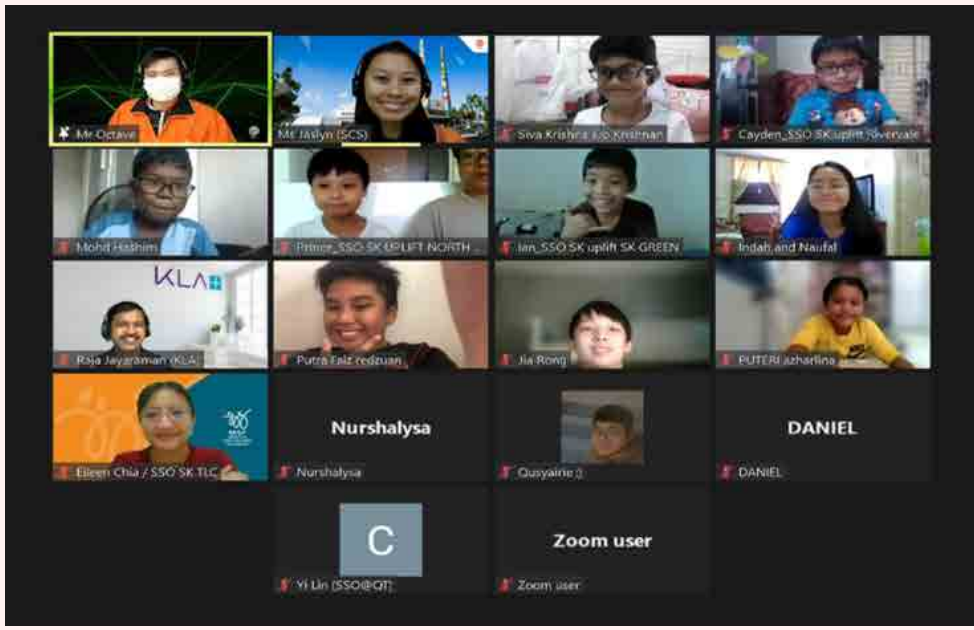 Mr Octave
Ms Jaslyn (SCS)
Siva Krishna s/o Krishnan
Cayden_SSO SK uplift Rivervale
Mohd Hashim
Prince_SSO SK UPLIFT NORTH ...
Ian_SSO SK uplift SK GREEN
Indah and Naufal
KLA
Raja Jayaraman (KLA
Putra Faiz redzuan
Jia Rong
PUTERI azharlina
Eileen Chia / SSO SK TLC
Nurshalysa
Nurshalysa
Qusyairie :)
DANIEL
DANIEL
C
Yi Lin (SSO@QT)
Zoom user
Zoom user